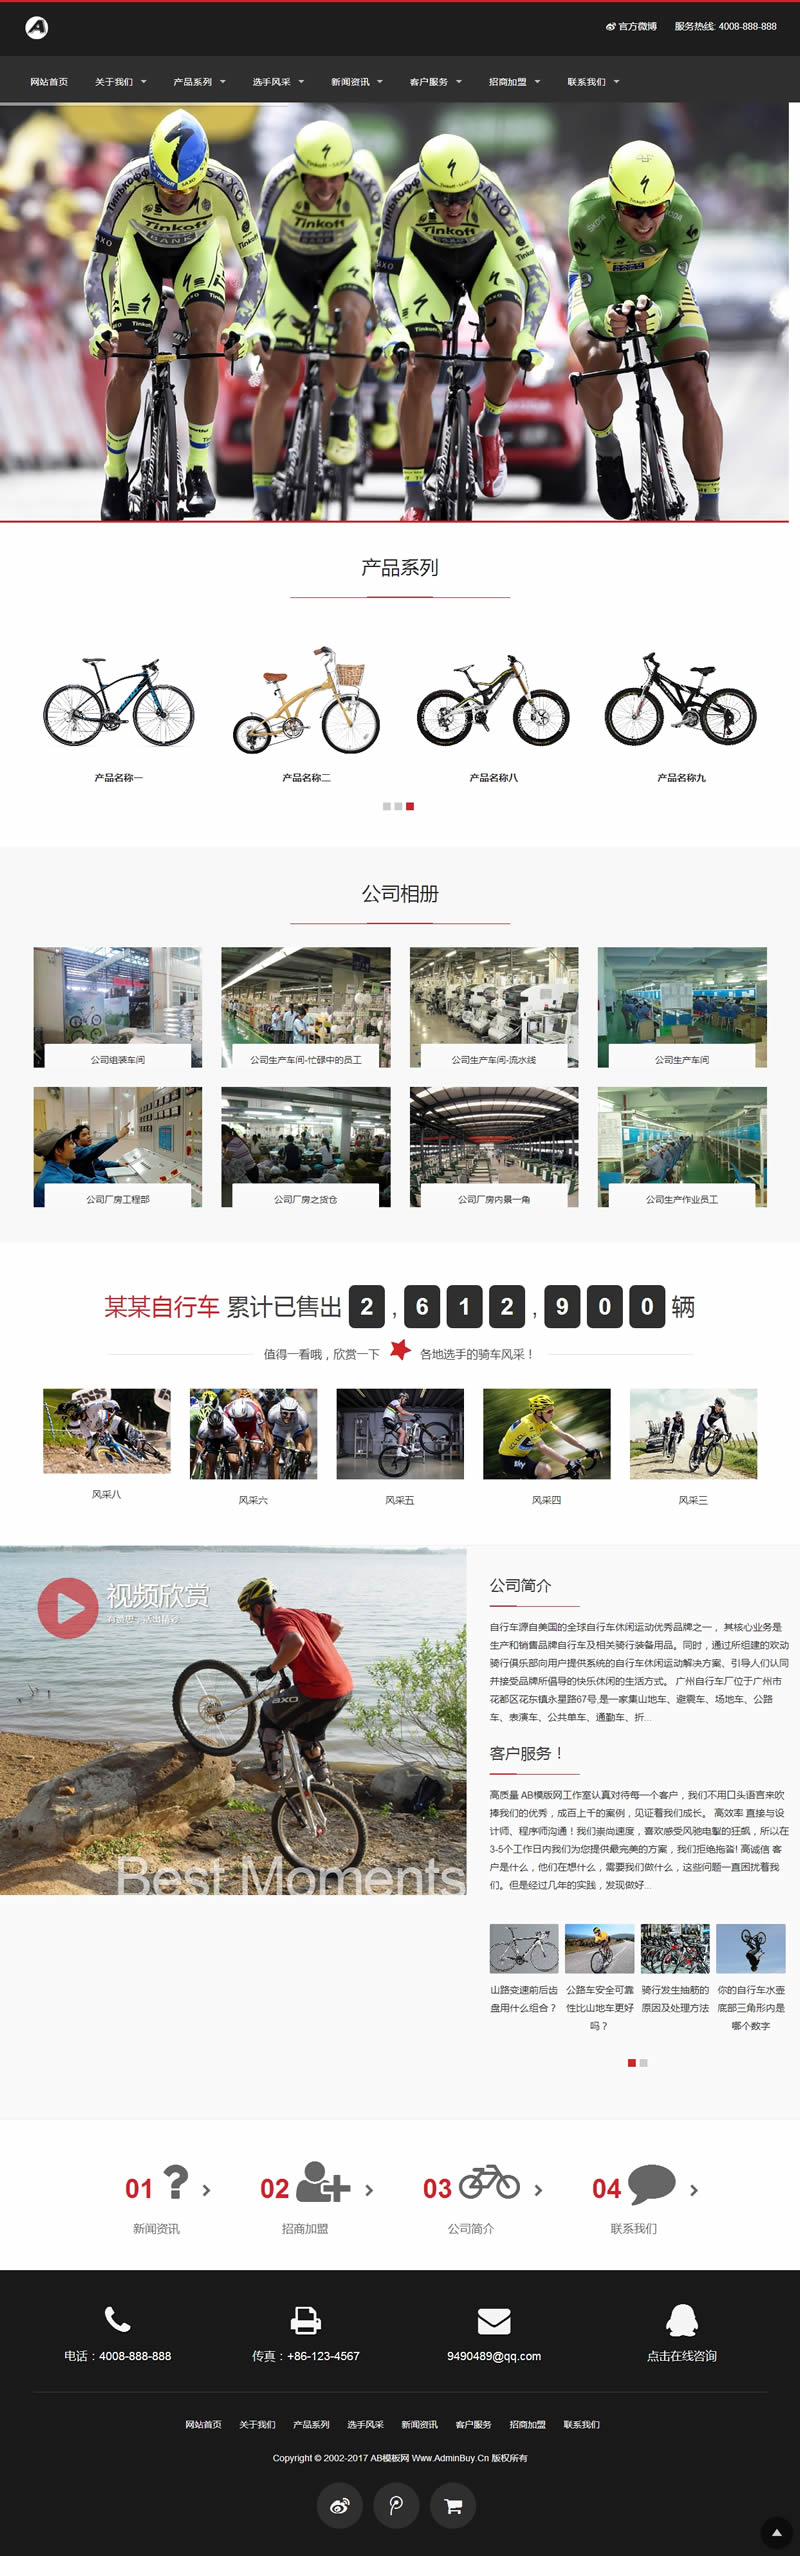 官方微博 服务热线: 4008-888-888
网站首页 关于我们 产品系列 选手风采 新闻资讯 客户服务 招商加盟 联系我们
Tinkoff
SAXO
BANK
产品系列
产品名称一 产品名称二 产品名称八 产品名称九
公司相册
公司组装车间 公司生产车间-忙碌中的员工 公司生产车间-流水线 公司生产车间
公司厂房工程部 公司厂房之货仓 公司厂房内景一角 公司生产作业员工
某某自行车 累计已售出 2,612,900 辆
值得一看哦，欣赏一下 各地选手的骑车风采！
风采八 风采六 风采五 风采四 风采三
视频欣赏
Best Moments
公司简介
自行车源自美国的全球自行车休闲运动优秀品牌之一， 其核心业务是
生产和销售品牌自行车及相关骑行装备用品。同时，通过所组建的欢动
骑行俱乐部向用户提供系统的自行车休闲运动解决方案、引导人们认同
并接受品牌所倡导的快乐休闲的生活方式。 广州自行车厂位于广州市
花都区花东镇永星路67号,是一家集山地车、避震车、场地车、公路
车、表演车、公共单车、通勤车、折...
客户服务！
高质量 AB模版网工作室认真对待每一个客户，我们不用口头语言来吹
捧我们的优秀，成百上千的案例，见证着我们成长。 高效率 直接与设
计师、程序师沟通！我们崇尚速度，喜欢感受风驰电掣的狂飙，所以在
3-5个工作日内我们为您提供最完美的方案，我们拒绝拖沓! 高诚信 客
户是什么，他们在想什么，需要我们做什么，这些问题一直困扰着我
们。但是经过几年的实践，发现做好...
山路变速前后齿 公路车安全可靠 骑行发生抽筋的 你的自行车水壶
盘用什么组合？ 性比山地车更好 原因及处理方法 底部三角形内是
吗？ 哪个数字
01 02 03 04
新闻资讯 招商加盟 公司简介 联系我们
电话：4008-888-888 传真：+86-123-4567 9490489@qq.com 点击在线咨询
网站首页 关于我们 产品系列 选手风采 新闻资讯 客户服务 招商加盟 联系我们
Copyright © 2002-2017 AB模板网 Www.AdminBuy.Cn 版权所有